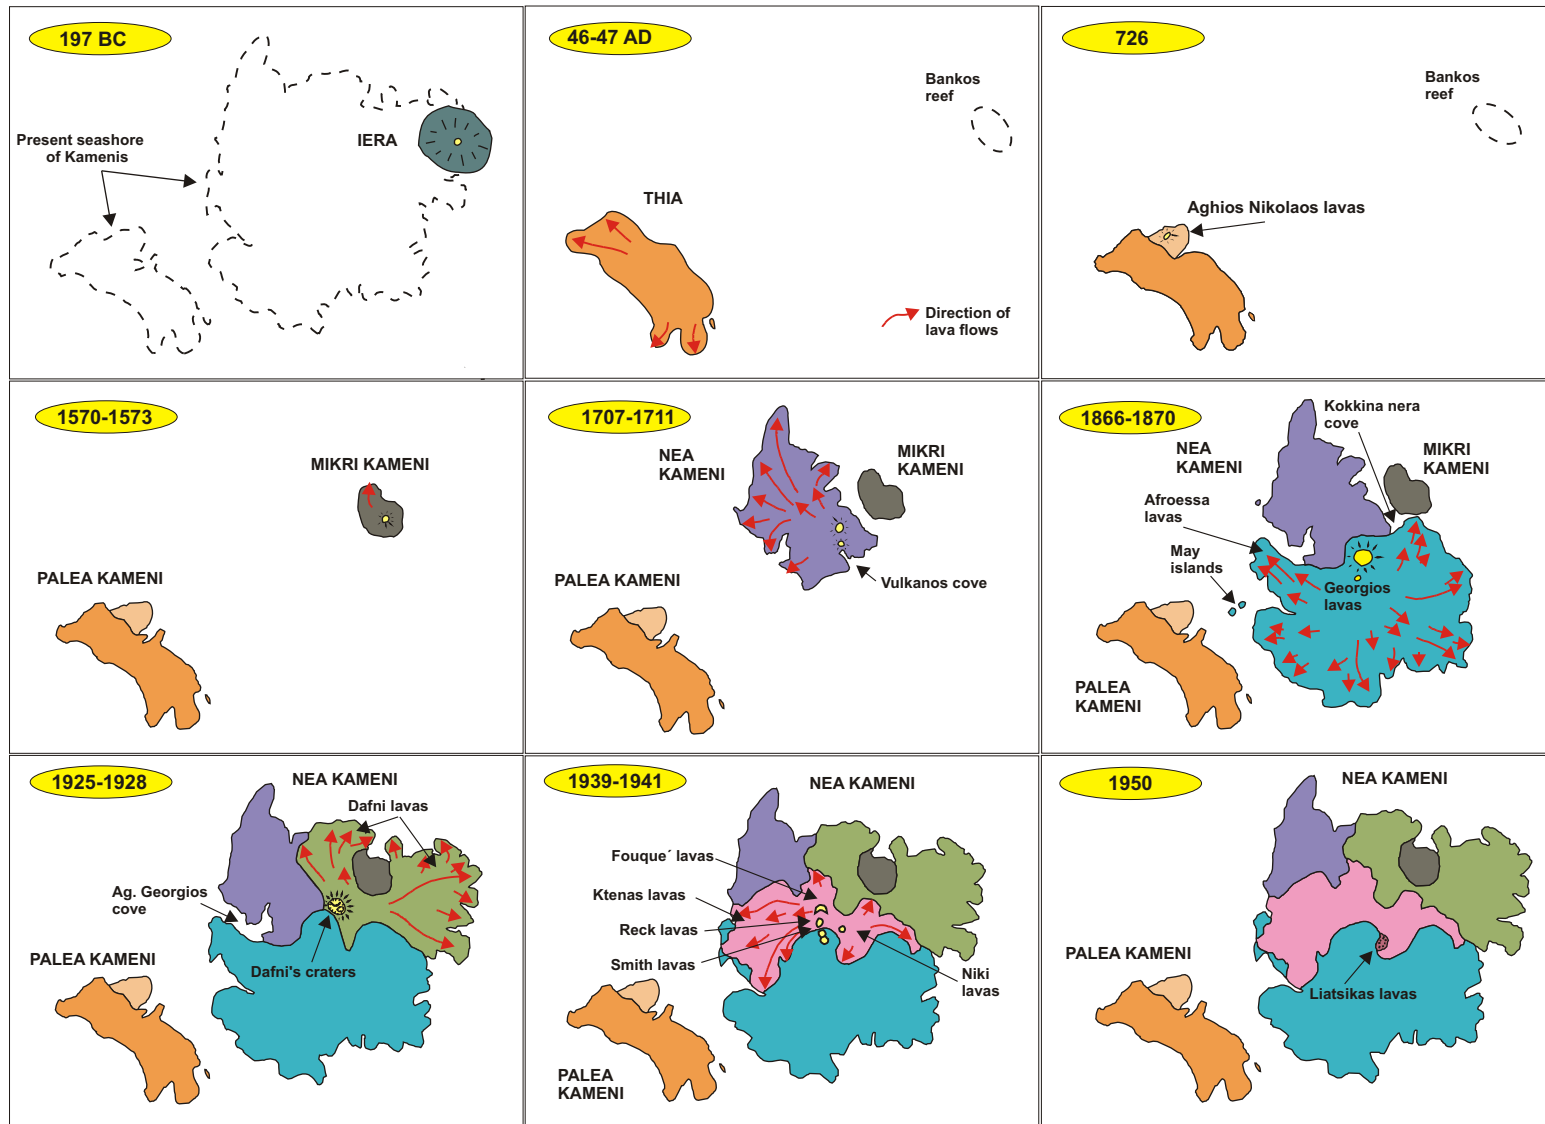 197 BC
Present seashore
of Kamenis
IERA
46-47 AD
Bankos
reef
THIA
Direction of
lava flows
726
Bankos
reef
Aghios Nikolaos lavas
1570-1573
MIKRI KAMENI
PALEA KAMENI
1707-1711
NEA
KAMENI
MIKRI
KAMENI
Vulkanos cove
PALEA KAMENI
1866-1870
Kokkina nera
cove
NEA
KAMENI
MIKRI
KAMENI
Afroessa
lavas
May
islands
Georgios
lavas
PALEA
KAMENI
1925-1928
NEA KAMENI
Dafni lavas
Ag. Georgios
cove
PALEA KAMENI
Dafni's craters
1939-1941
NEA KAMENI
Fouque´ lavas
Ktenas lavas
Reck lavas
Smith lavas
Niki
lavas
PALEA
KAMENI
1950
NEA KAMENI
PALEA KAMENI
Liatsikas lavas